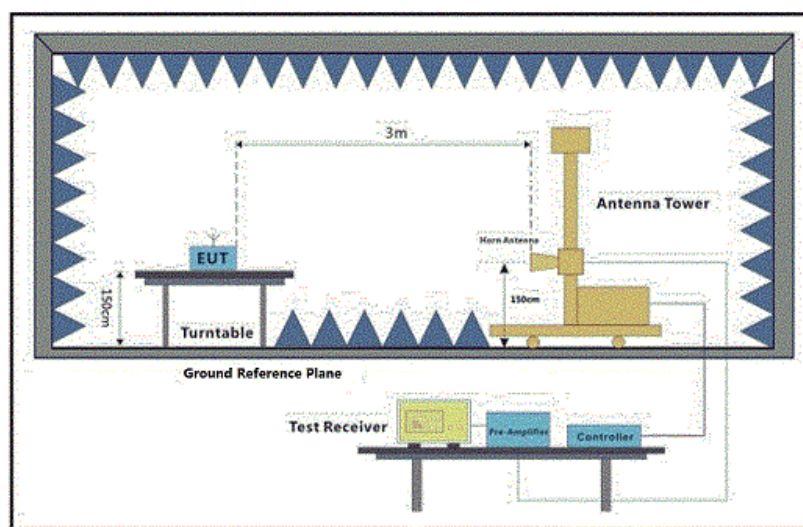 3m
Antenna Tower
Horn Antenna
EUT
150cm
150cm
Turntable
Ground Reference Plane
Test Receiver
Pre-Amplifier
Controller